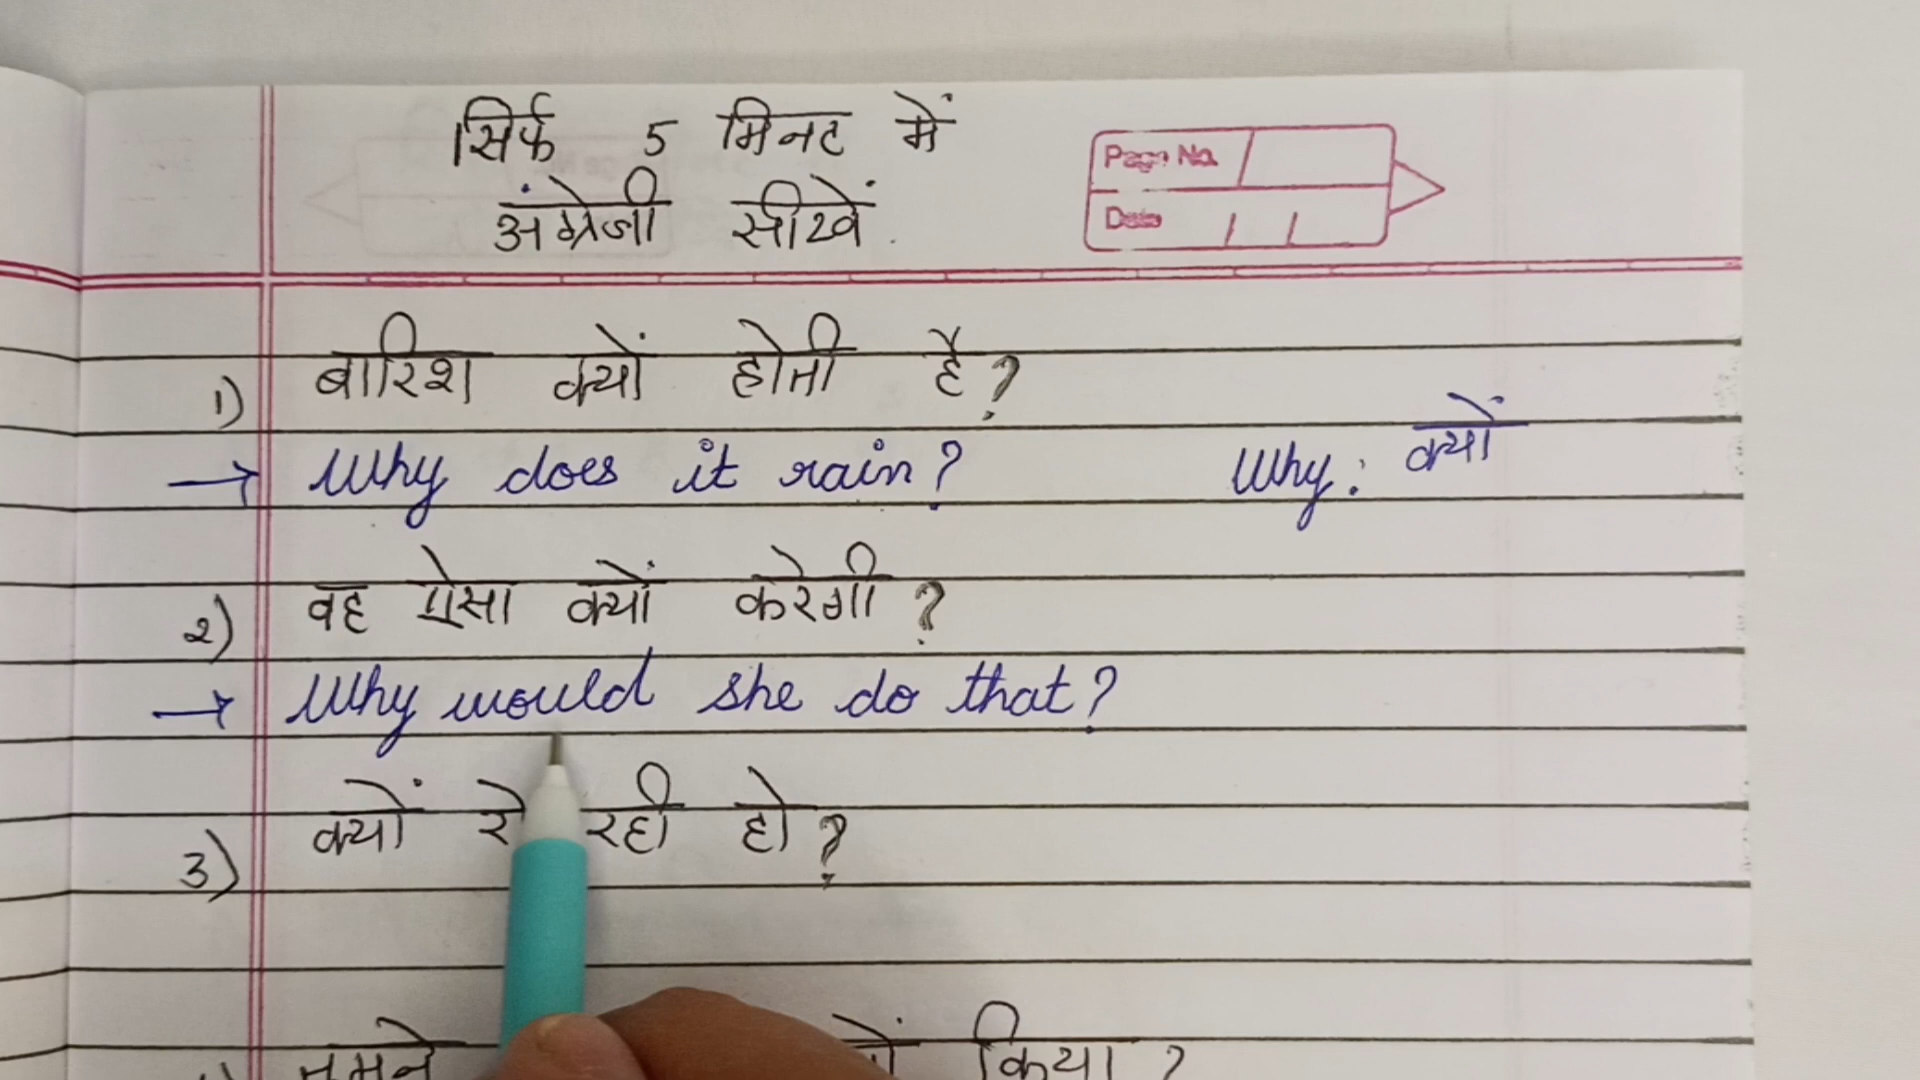 सिर्फ 5 मिनट में
अंग्रेजी सीखें.
Page No.
Date / /
1) बारिश क्यों होती है?
→ Why does it rain? Why: क्यों
2) वह ऐसा क्यों करेगी?
→ Why would she do that?
3) क्यों रही हो?
तुमने किया?